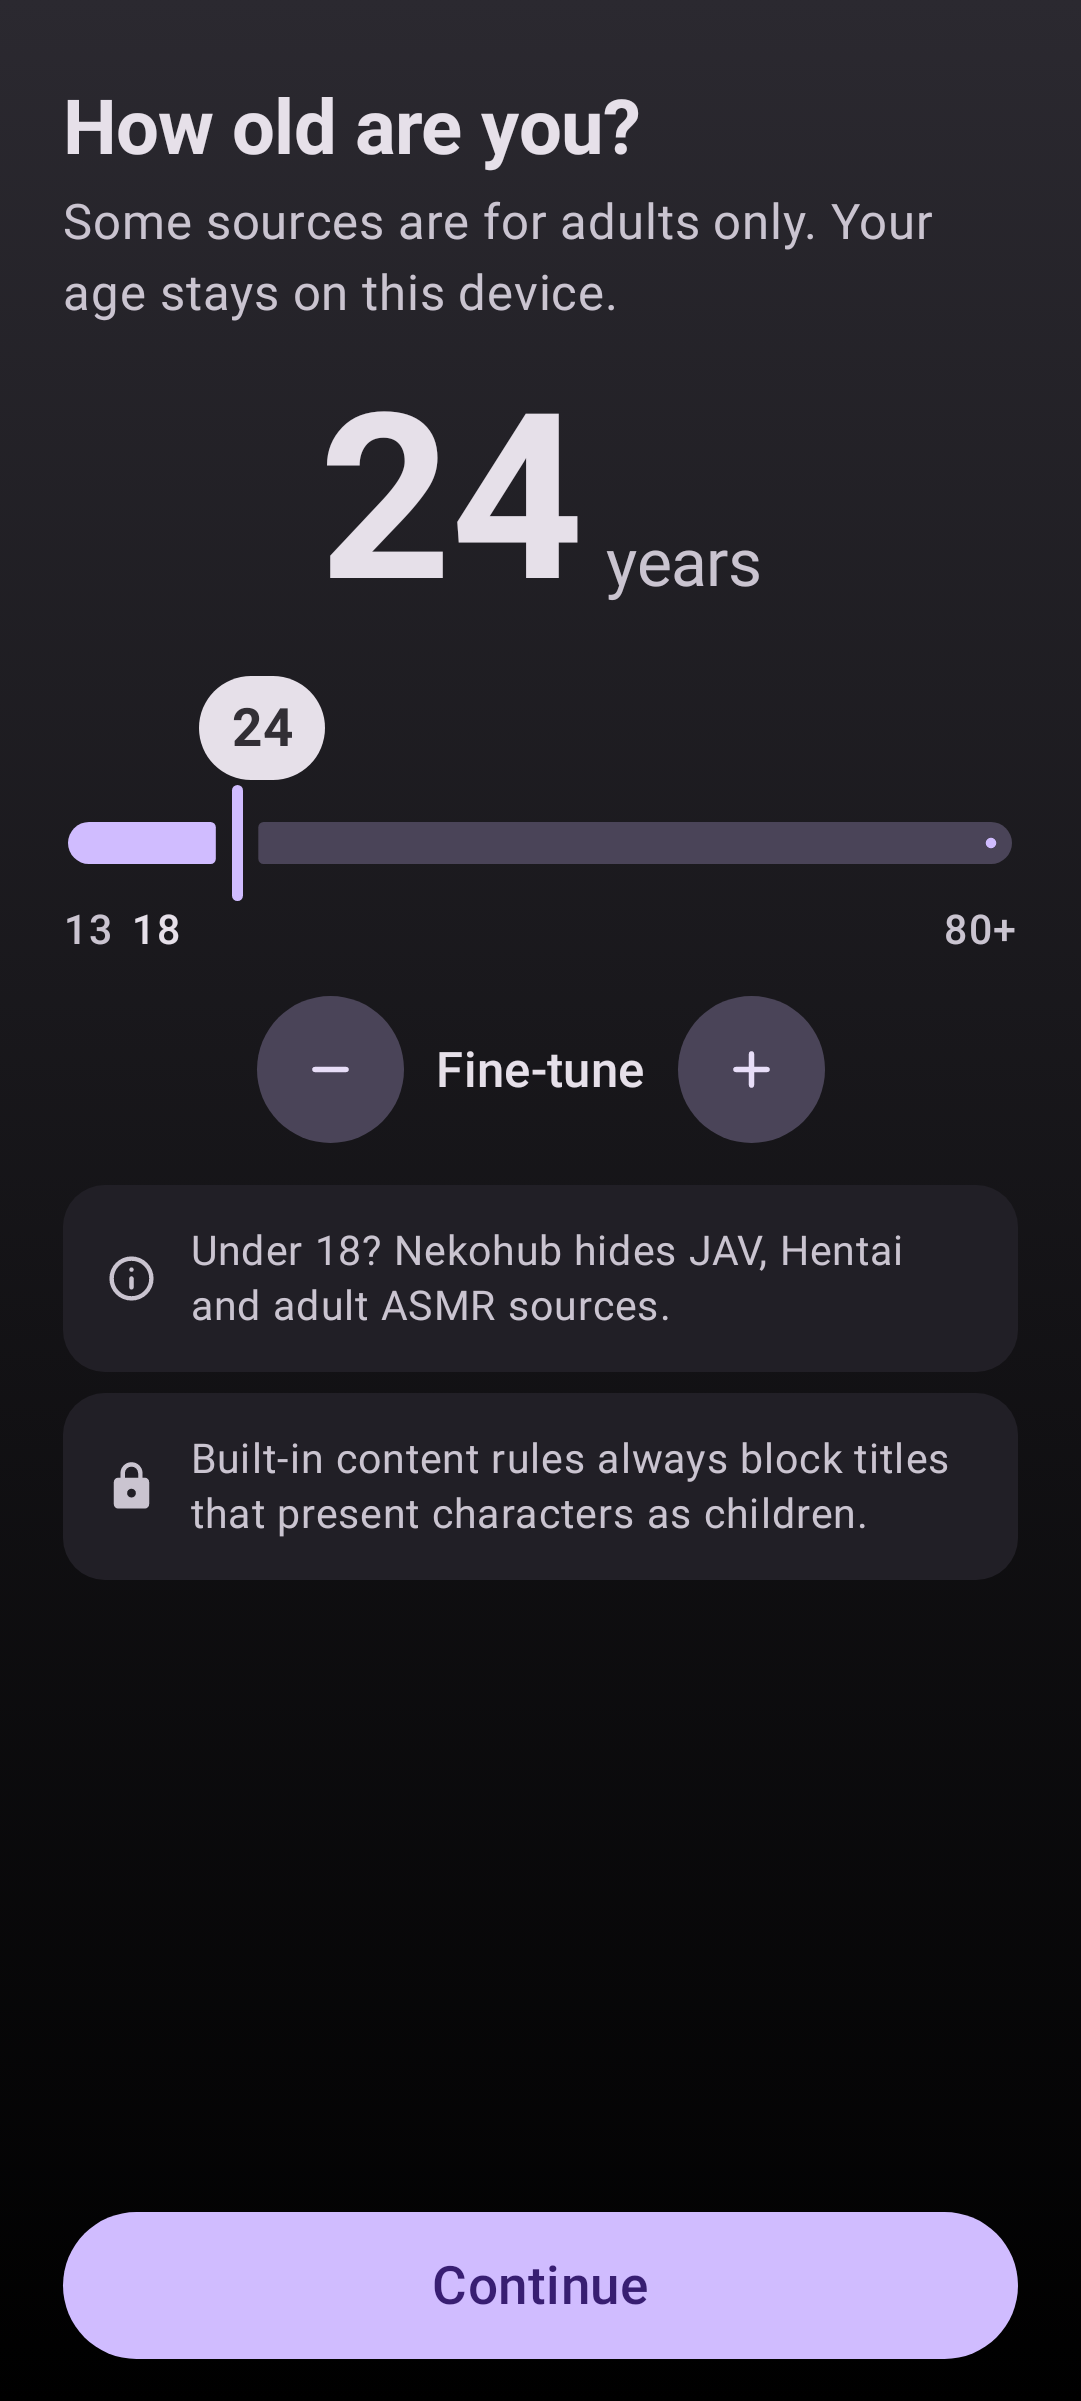 How old are you?
Some sources are for adults only. Your
age stays on this device.
24 years
24
13 18 80+
Fine-tune
Under 18? Nekohub hides JAV, Hentai
and adult ASMR sources.
Built-in content rules always block titles
that present characters as children.
Continue